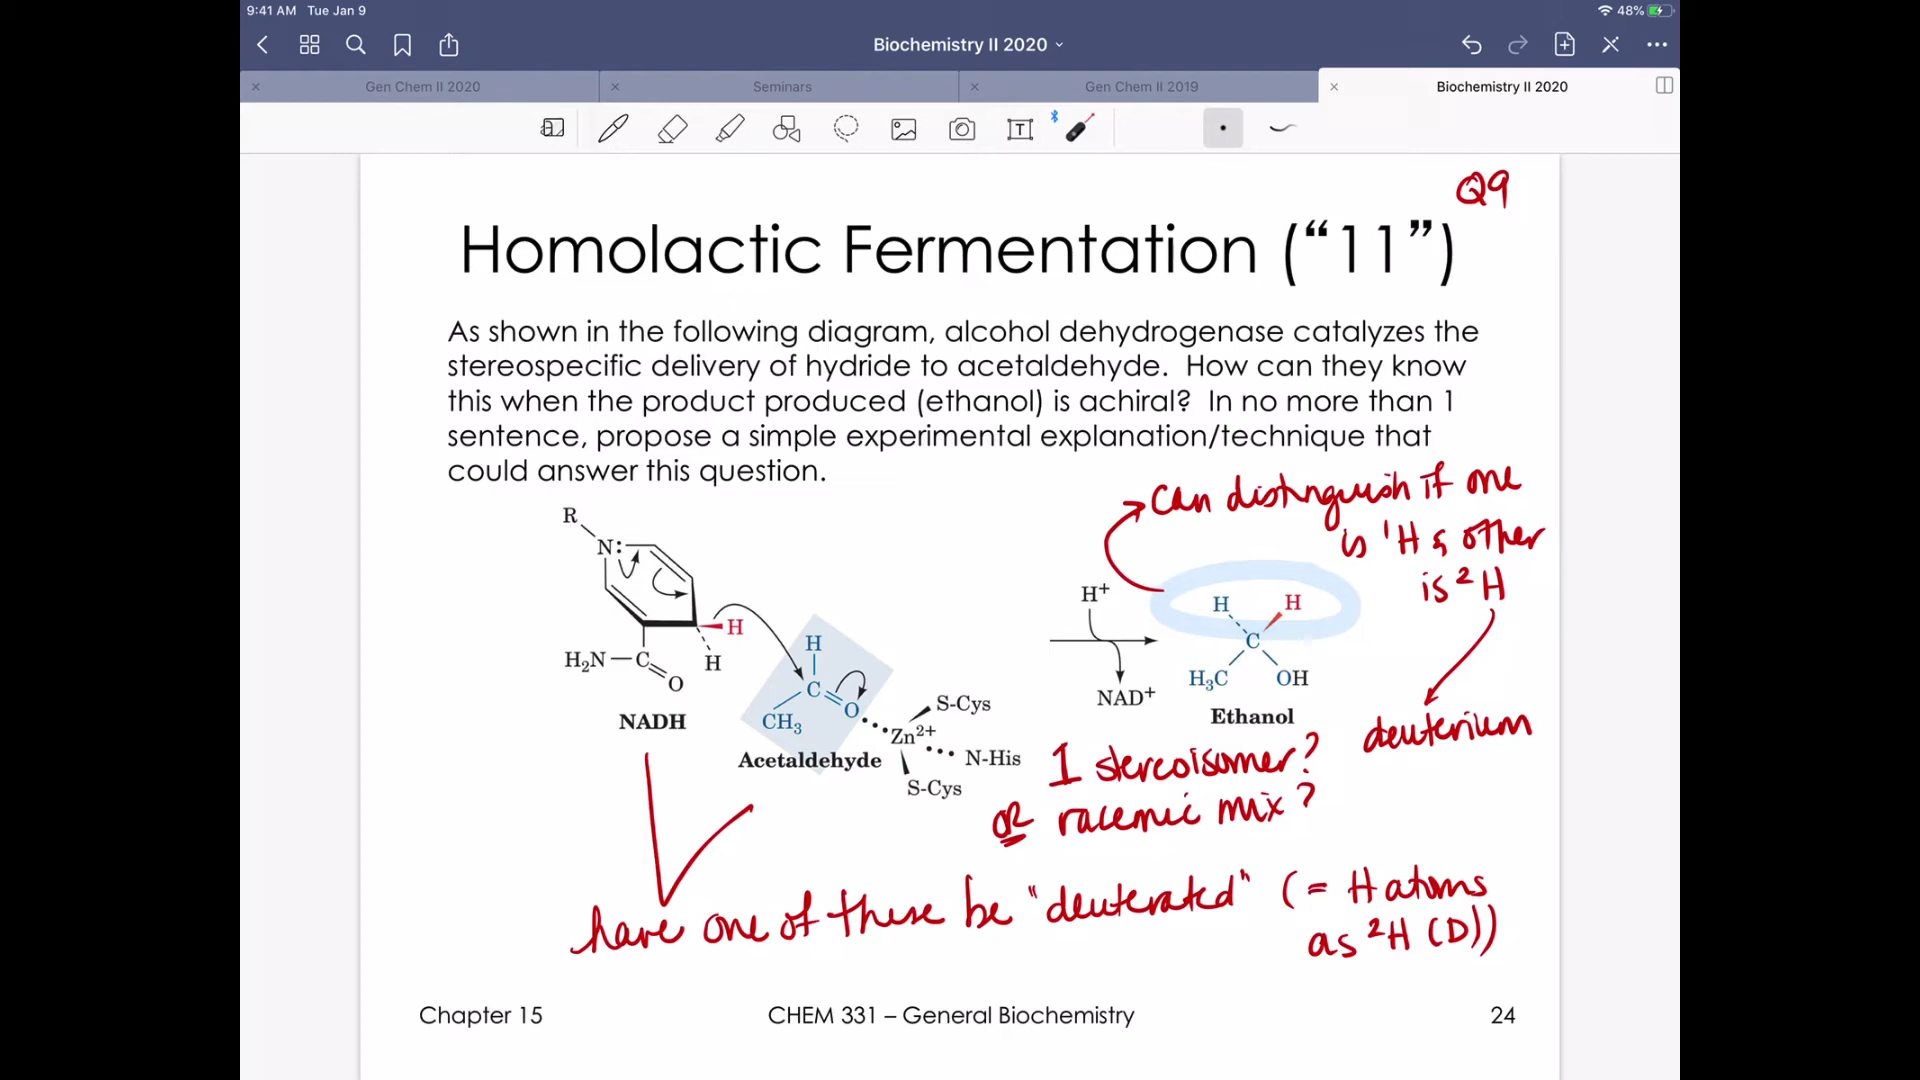 9:41 AM Tue Jan 9
48%
Biochemistry II 2020
Gen Chem II 2020
Seminars
Gen Chem II 2019
Biochemistry II 2020
T
Q9
Homolactic Fermentation (“11”)
As shown in the following diagram, alcohol dehydrogenase catalyzes the
stereospecific delivery of hydride to acetaldehyde. How can they know
this when the product produced (ethanol) is achiral? In no more than 1
sentence, propose a simple experimental explanation/technique that
could answer this question.
can distinguish if one
is ¹H & other
is ²H
deuterium
R
N:
H
H
H₂N
C
O
NADH
H
C
O
CH₃
Acetaldehyde
S-Cys
Zn²⁺
N-His
S-Cys
H⁺
NAD⁺
H
H
C
H₃C
OH
Ethanol
1 stereoisomer?
OR racemic mix?
have one of these be "deuterated" (= H atoms
as ²H (D))
Chapter 15
CHEM 331 – General Biochemistry
24